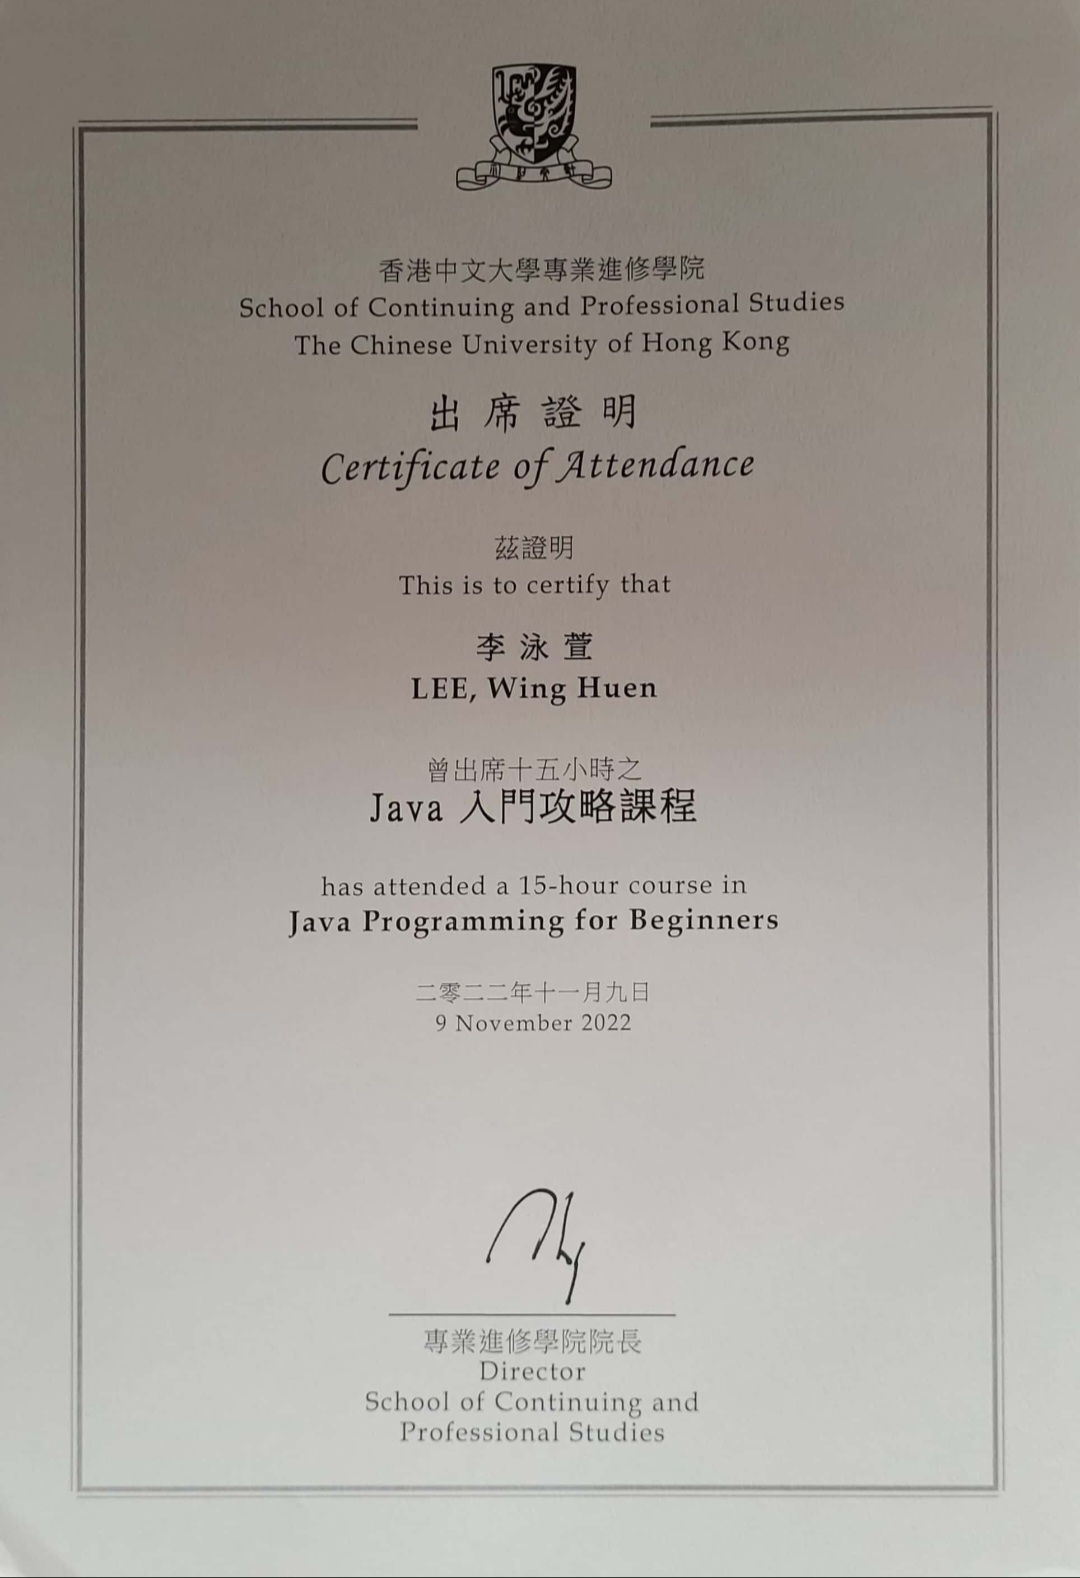 香港中文大學專業進修學院
School of Continuing and Professional Studies
The Chinese University of Hong Kong
出席證明
Certificate of Attendance
茲證明
This is to certify that
李泳萱
LEE, Wing Huen
曾出席十五小時之
Java 入門攻略課程
has attended a 15-hour course in
Java Programming for Beginners
二零二二年十一月九日
9 November 2022
專業進修學院院長
Director
School of Continuing and
Professional Studies